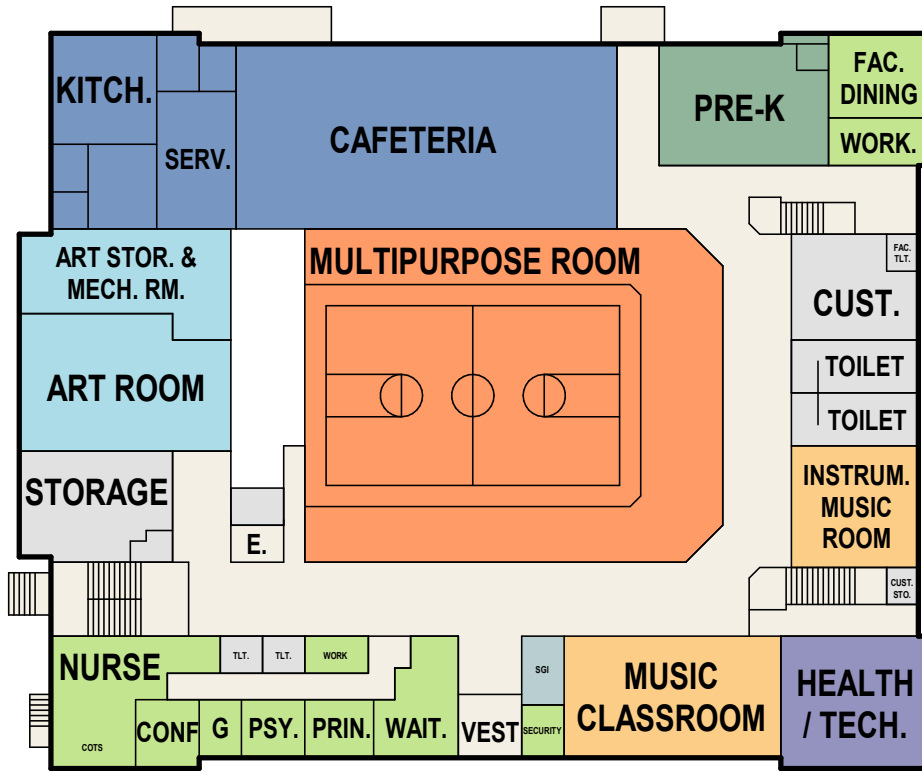 KITCH.
SERV.
CAFETERIA
PRE-K
FAC.
DINING
WORK.
ART STOR. &
MECH. RM.
MULTIPURPOSE ROOM
FAC.
TLT.
CUST.
ART ROOM
TOILET
TOILET
STORAGE
E.
INSTRUM.
MUSIC
ROOM
CUST.
STO.
NURSE
COTS
TLT.
TLT.
WORK
CONF
G
PSY.
PRIN.
WAIT.
VEST
SGI
SECURITY
MUSIC
CLASSROOM
HEALTH
/ TECH.